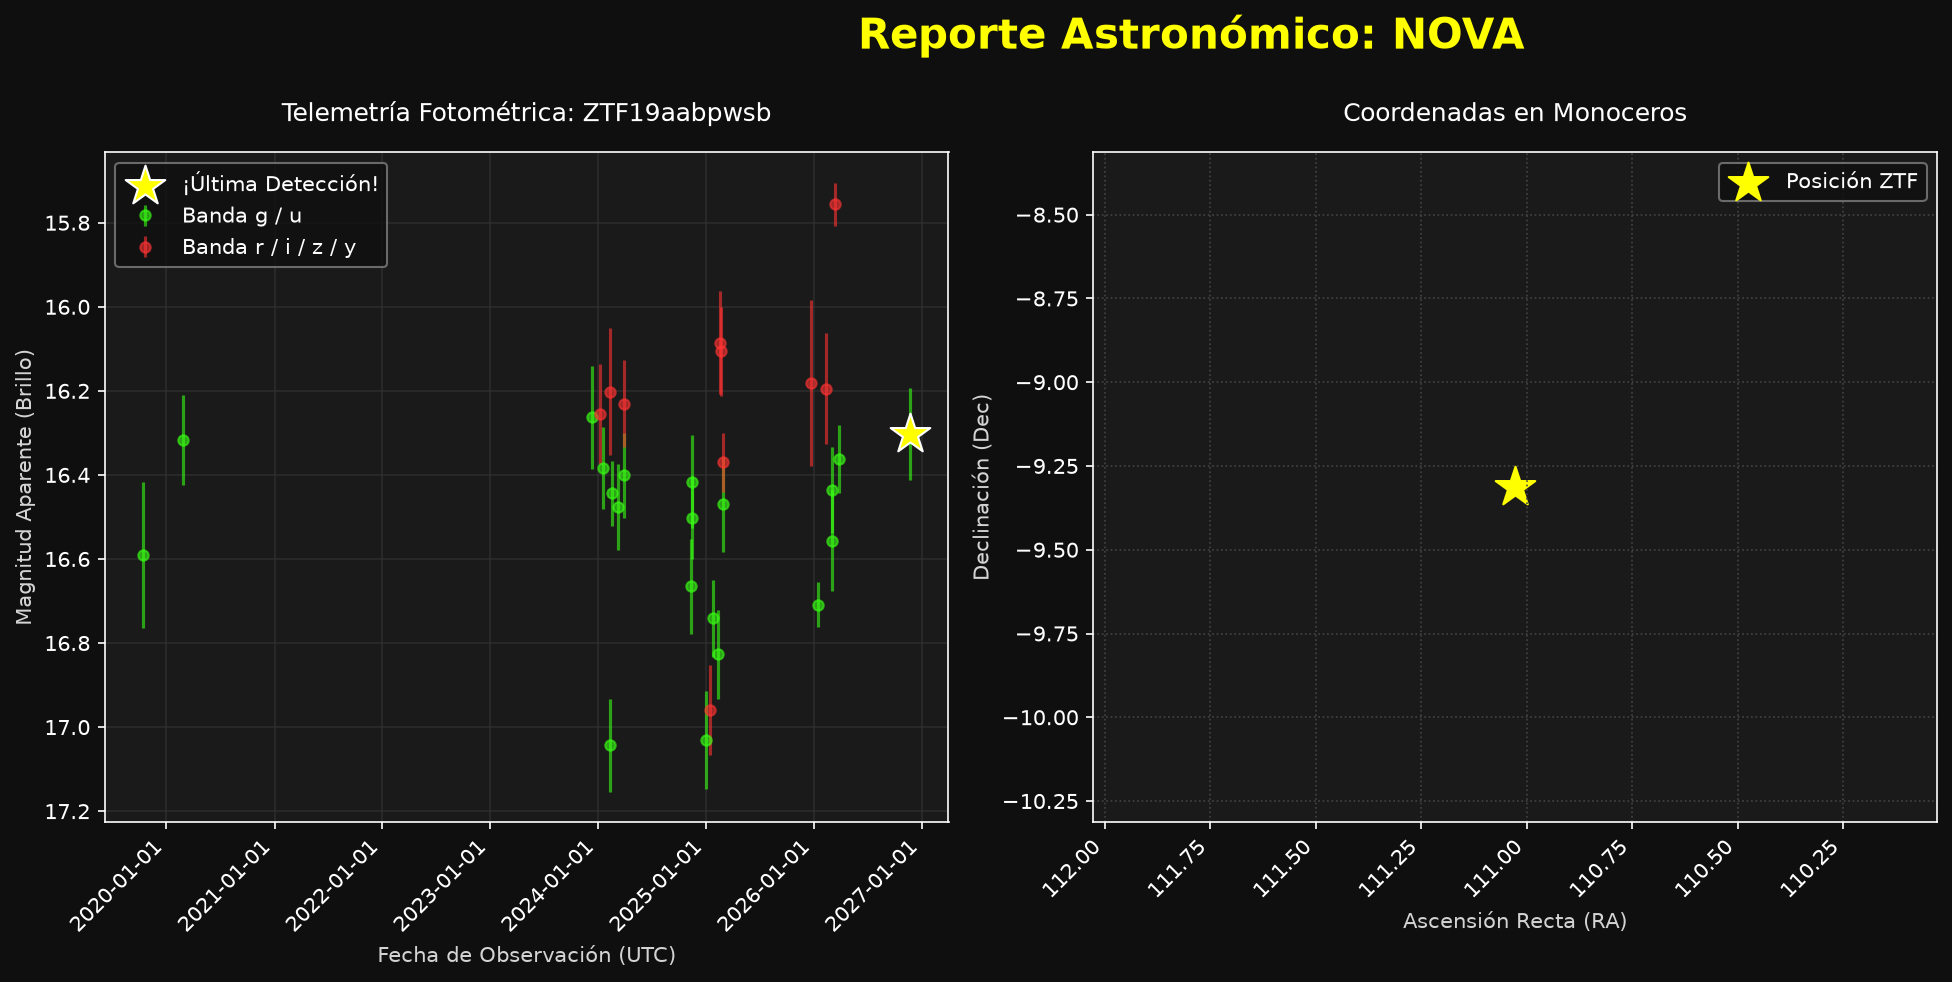 Reporte Astronómico: NOVA
Telemetría Fotométrica: ZTF19aabpwsb
¡Última Detección!
Banda g / u
Banda r / i / z / y
Magnitud Aparente (Brillo)
15.8
16.0
16.2
16.4
16.6
16.8
17.0
17.2
2020-01-01
2021-01-01
2022-01-01
2023-01-01
2024-01-01
2025-01-01
2026-01-01
2027-01-01
Fecha de Observación (UTC)
Coordenadas en Monoceros
Posición ZTF
Declinación (Dec)
−8.50
−8.75
−9.00
−9.25
−9.50
−9.75
−10.00
−10.25
112.00
111.75
111.50
111.25
111.00
110.75
110.50
110.25
Ascensión Recta (RA)